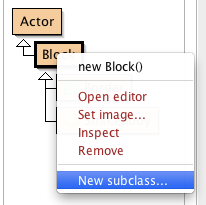 Actor
Block
new Block()
Open editor
Set image...
Inspect
Remove
New subclass...